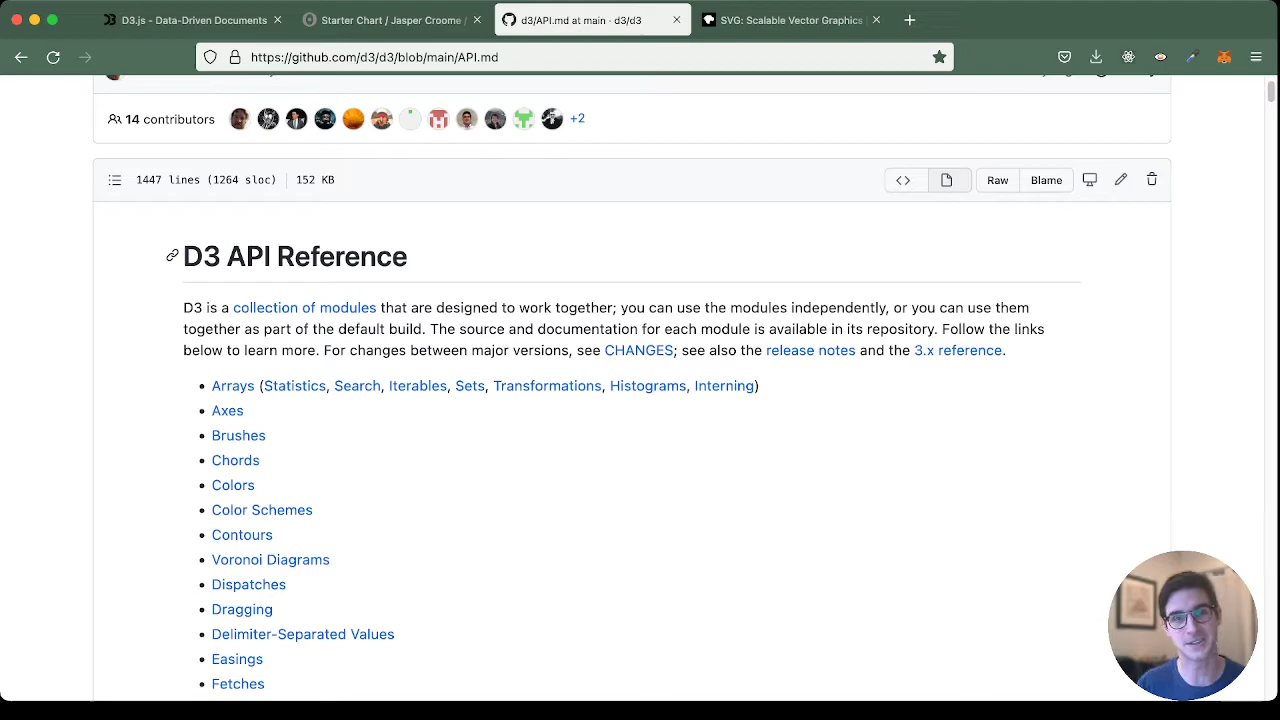 D3.js - Data-Driven Documents
Starter Chart / Jasper Croome /
d3/API.md at main · d3/d3
SVG: Scalable Vector Graphics
https://github.com/d3/d3/blob/main/API.md
14 contributors
+2
1447 lines (1264 sloc)
152 KB
Raw
Blame
D3 API Reference
D3 is a collection of modules that are designed to work together; you can use the modules independently, or you can use them
together as part of the default build. The source and documentation for each module is available in its repository. Follow the links
below to learn more. For changes between major versions, see CHANGES; see also the release notes and the 3.x reference.
• Arrays (Statistics, Search, Iterables, Sets, Transformations, Histograms, Interning)
• Axes
• Brushes
• Chords
• Colors
• Color Schemes
• Contours
• Voronoi Diagrams
• Dispatches
• Dragging
• Delimiter-Separated Values
• Easings
• Fetches